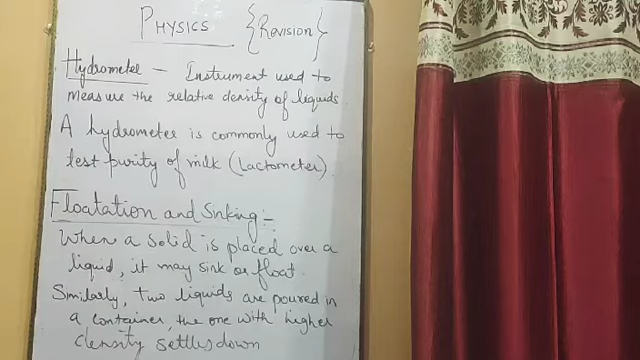 PHYSICS {Revision}
Hydrometer - Instrument used to
measure the relative density of liquids.
A hydrometer is commonly used to
test purity of milk (Lactometer).
Floatation and Sinking:-
When a solid is placed over a
liquid, it may sink or float.
Similarly, two liquids are poured in
a container, the one with higher
density settles down